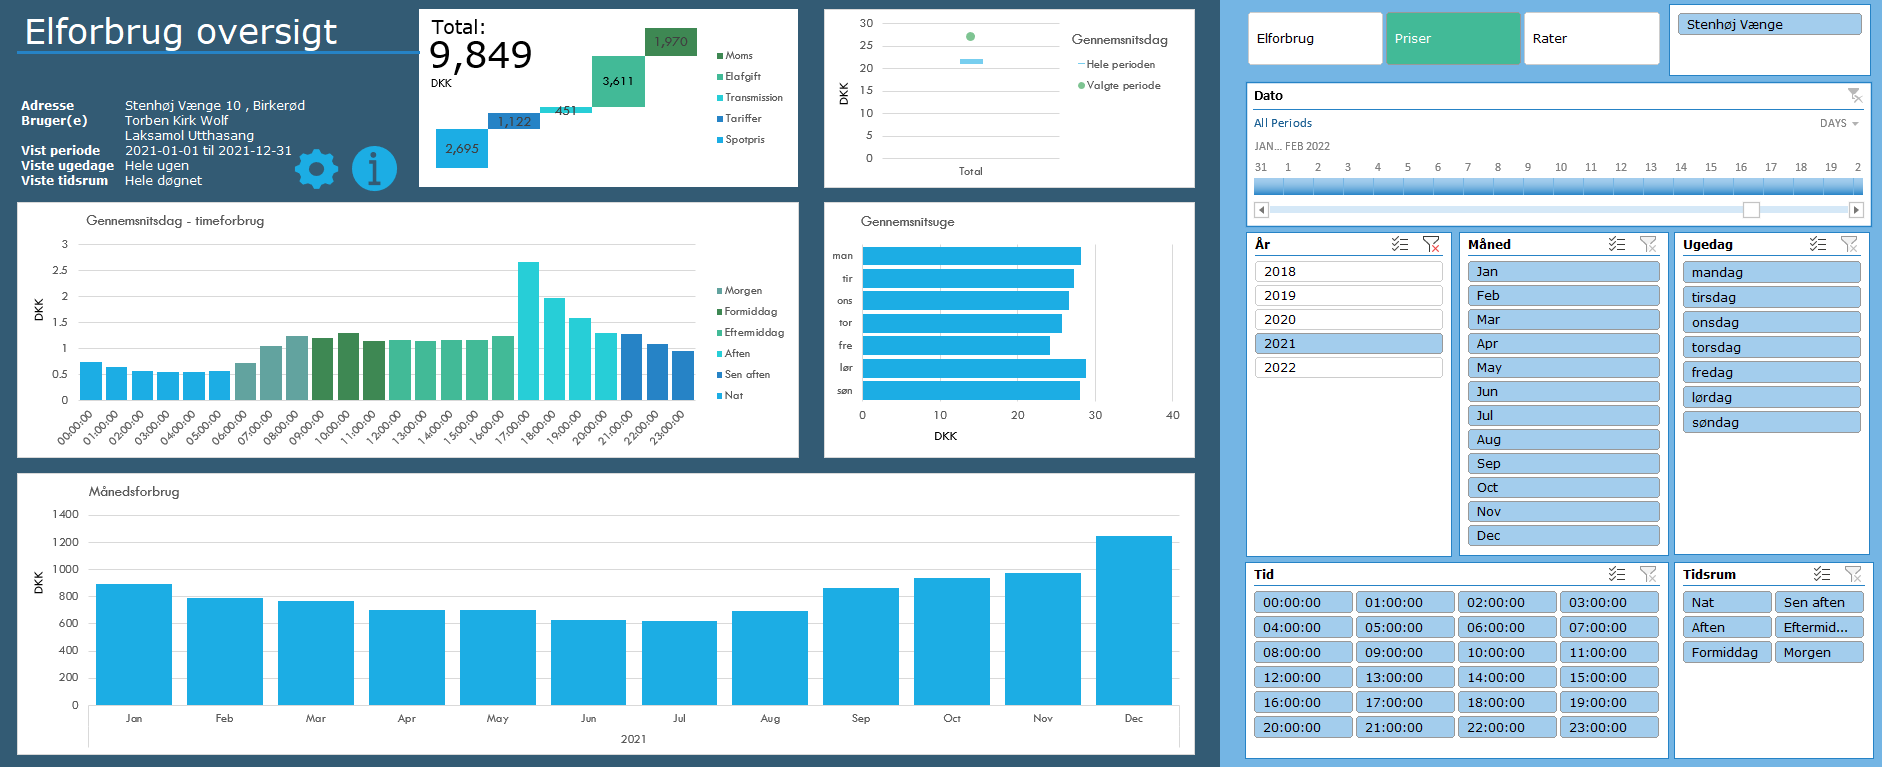 Elforbrug oversigt
Adresse Stenhøj Vænge 10 , Birkerød
Bruger(e) Torben Kirk Wolf
Laksamol Utthasang
Vist periode 2021-01-01 til 2021-12-31
Viste ugedage Hele ugen
Viste tidsrum Hele døgnet
Total:
9,849
DKK
1,970
3,611
451
1,122
2,695
Moms
Elafgift
Transmission
Tariffer
Spotpris
30
25
20
15
10
5
0
DKK
Total
Gennemsnitsdag
Hele perioden
Valgte periode
Gennemsnitsdag - timeforbrug
3
2.5
2
1.5
1
0.5
0
DKK
00:00:00 01:00:00 02:00:00 03:00:00 04:00:00 05:00:00 06:00:00 07:00:00 08:00:00 09:00:00 10:00:00 11:00:00 12:00:00 13:00:00 14:00:00 15:00:00 16:00:00 17:00:00 18:00:00 19:00:00 20:00:00 21:00:00 22:00:00 23:00:00
Morgen
Formiddag
Eftermiddag
Aften
Sen aften
Nat
Gennemsnitsuge
man
tir
ons
tor
fre
lør
søn
0 10 20 30 40
DKK
Månedsforbrug
1400
1200
1000
800
600
400
200
0
DKK
Jan Feb Mar Apr May Jun Jul Aug Sep Oct Nov Dec
2021
Elforbrug Priser Rater
Stenhøj Vænge
Dato
All Periods DAYS
JAN... FEB 2022
31 1 2 3 4 5 6 7 8 9 10 11 12 13 14 15 16 17 18 19 2
År
2018
2019
2020
2021
2022
Måned
Jan
Feb
Mar
Apr
May
Jun
Jul
Aug
Sep
Oct
Nov
Dec
Ugedag
mandag
tirsdag
onsdag
torsdag
fredag
lørdag
søndag
Tid
00:00:00 01:00:00 02:00:00 03:00:00
04:00:00 05:00:00 06:00:00 07:00:00
08:00:00 09:00:00 10:00:00 11:00:00
12:00:00 13:00:00 14:00:00 15:00:00
16:00:00 17:00:00 18:00:00 19:00:00
20:00:00 21:00:00 22:00:00 23:00:00
Tidsrum
Nat Sen aften
Aften Eftermid...
Formiddag Morgen